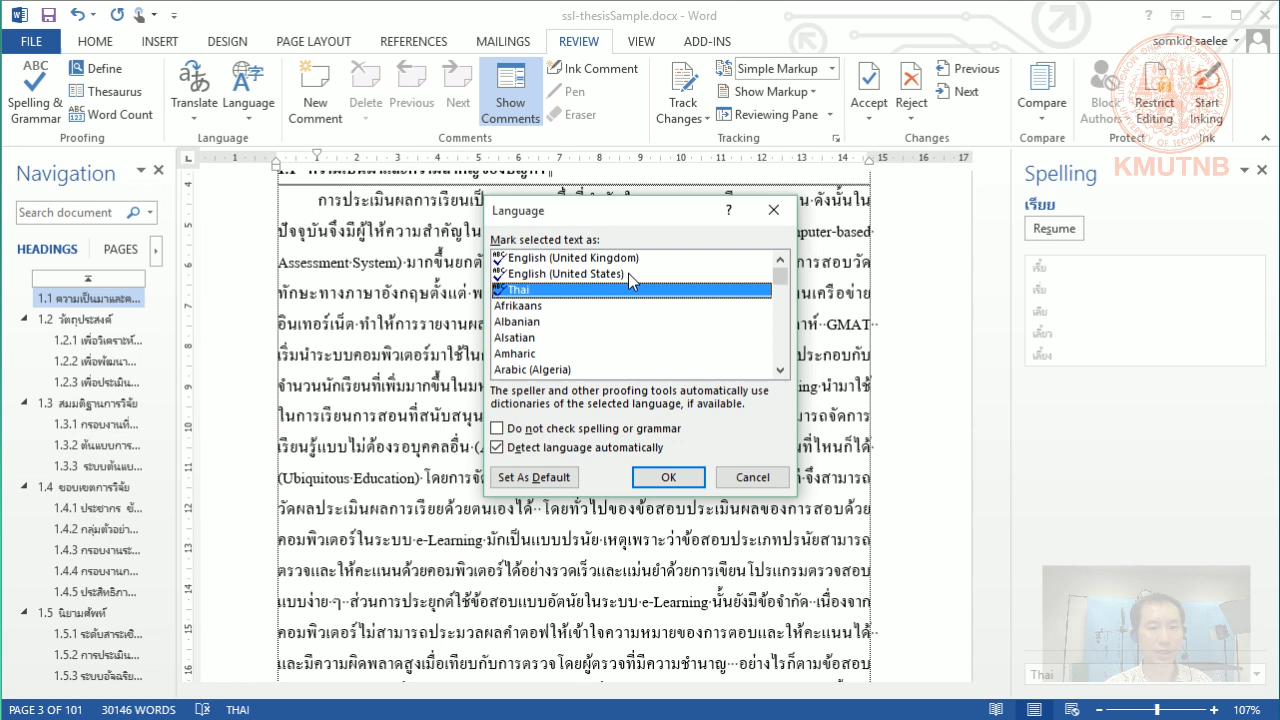 ssl-thesisSample.docx - Word
FILE HOME INSERT DESIGN PAGE LAYOUT REFERENCES MAILINGS REVIEW VIEW ADD-INS somkid saelee
Spelling & Grammar Define Thesaurus Word Count
Translate Language
New Comment Delete Previous Next Show Comments
Ink Comment Pen Eraser
Track Changes Simple Markup Show Markup Reviewing Pane
Accept Reject Previous Next
Compare Block Authors Restrict Editing Start Inking
Proofing Language Comments Tracking Changes Compare Protect Ink
KMUTNB
Navigation
Search document
HEADINGS PAGES
1.1 ความเป็นมาและค...
1.2 วัตถุประสงค์
1.2.1 เพื่อวิเคราะห์...
1.2.2 เพื่อพัฒนา...
1.2.3 เพื่อประเมิน...
1.3 สมมติฐานการวิจัย
1.3.1 กรอบงานที่...
1.3.2 ต้นแบบการ...
1.3.3 ระบบต้นแบ...
1.4 ขอบเขตการวิจัย
1.4.1 ประชากร ข้...
1.4.2 กลุ่มตัวอย่า...
1.4.3 กรอบงานระ...
1.4.4 กรอบงานก...
1.4.5 ประสิทธิภา...
1.5 นิยามศัพท์
1.5.1 ระดับสาระเชิ...
1.5.2 การประเมิน...
1.5.3 ระบบอัจฉริย...
1.1 ความเป็นมาและความสำคัญของปัญหา
การประเมินผลการเรียนเป็ น ดังนั้นใน
ปัจจุบันจึงมีผู้ให้ความสำคัญใน mputer-based
Assessment System) มากขึ้นยกตั การสอบวัด
ทักษะทางภาษาอังกฤษตั้งแต่ พ นเครือข่าย
อินเทอร์เน็ต ทำให้การรายงานผล าห์ GMAT
เริ่มนำระบบคอมพิวเตอร์มาใช้ใน ประกอบกับ
จำนวนนักเรียนที่เพิ่มมากขึ้นในม ing นำมาใช้
ในการเรียนการสอนที่สนับสนุน มารถจัดการ
เรียนรู้แบบไม่ต้องรอบุคคลอื่น ( นที่ไหนก็ได้
(Ubiquitous Education) โดยการจั จึงสามารถ
วัดผลประเมินผลการเรียยด้วยตนเองได้ โดยทั่วไปของข้อสอบประเมินผลของการสอบด้วย
คอมพิวเตอร์ในระบบ e-Learning มักเป็นแบบปรนัย เหตุเพราะว่าข้อสอบประเภทปรนัยสามารถ
ตรวจและให้คะแนนด้วยคอมพิวเตอร์ได้อย่างรวดเร็วและแม่นยำด้วยการเขียนโปรแกรมตรวจสอบ
แบบง่าย ๆ ส่วนการประยุกต์ใช้ข้อสอบแบบอัตนัยในระบบ e-Learning นั้นยังมีข้อจำกัด เนื่องจาก
คอมพิวเตอร์ไม่สามารถประมวลผลคำตอฟให้เข้าใจความหมายของการตอบและให้คะแนนได้
และมีความผิดพลาดสูงเมื่อเทียบกับการตรวจโดยผู้ตรวจที่มีความชำนาญ อย่างไรก็ตามข้อสอบ
Language
Mark selected text as:
English (United Kingdom)
English (United States)
Thai
Afrikaans
Albanian
Alsatian
Amharic
Arabic (Algeria)
The speller and other proofing tools automatically use
dictionaries of the selected language, if available.
Do not check spelling or grammar
Detect language automatically
Set As Default OK Cancel
Spelling
เรียย
Resume
เรี้ย
เรี่ย
เลีย
เลี้ยว
เลี้ยง
Thai
PAGE 3 OF 101 30146 WORDS THAI 107%